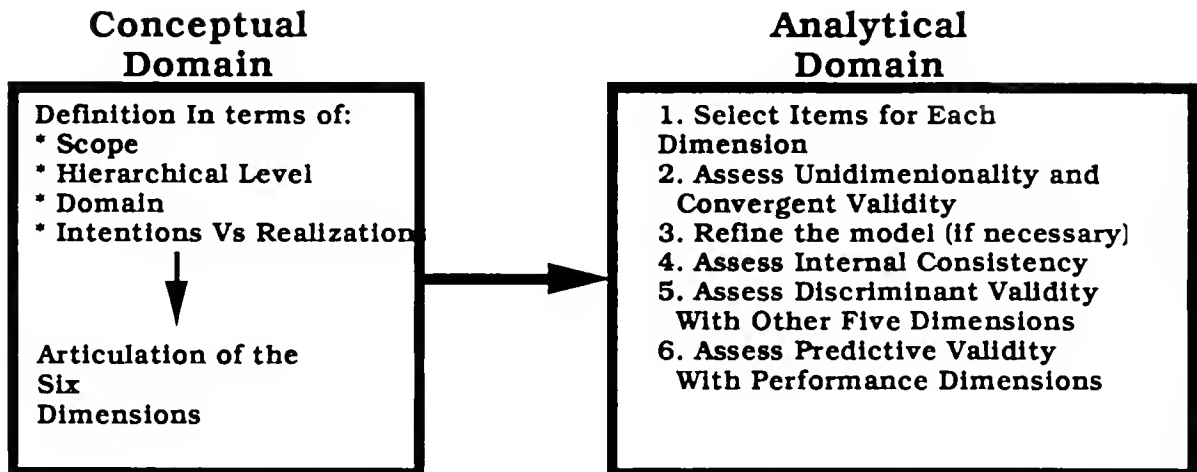 Conceptual
Domain
Definition In terms of:
* Scope
* Hierarchical Level
* Domain
* Intentions Vs Realization
Articulation of the
Six
Dimensions
Analytical
Domain
1. Select Items for Each
Dimension
2. Assess Unidimenionality and
Convergent Validity
3. Refine the model (if necessary)
4. Assess Internal Consistency
5. Assess Discriminant Validity
With Other Five Dimensions
6. Assess Predictive Validity
With Performance Dimensions